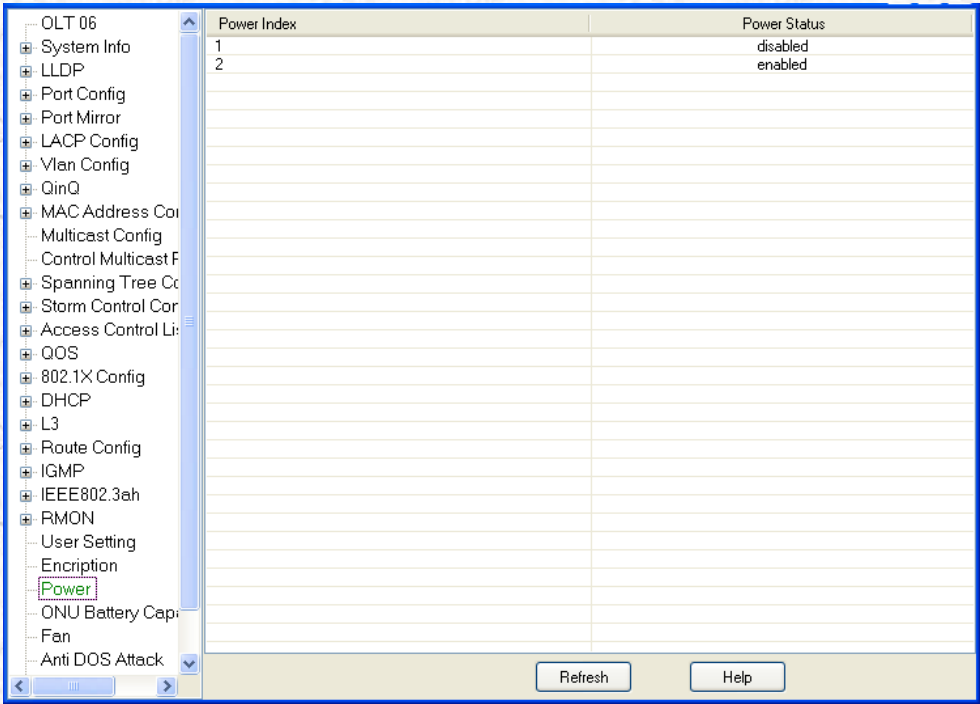 OLT 06
System Info
LLDP
Port Config
Port Mirror
LACP Config
Vlan Config
QinQ
MAC Address Co
Multicast Config
Control Multicast
Spanning Tree Co
Storm Control Con
Access Control Lis
QOS
802.1X Config
DHCP
L3
Route Config
IGMP
IEEE802.3ah
RMON
User Setting
Encription
Power
ONU Battery Capa
Fan
Anti DOS Attack
Power Index Power Status
1 disabled
2 enabled
Refresh Help